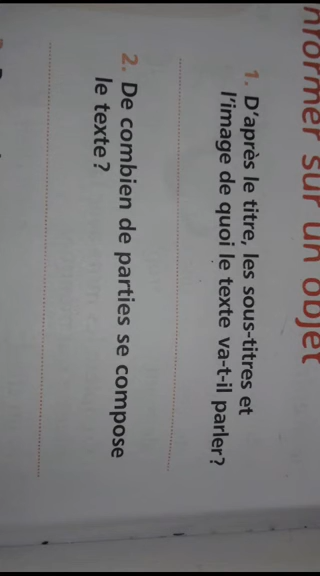 nformer sur un objet
1. D'après le titre, les sous-titres et
l'image de quoi le texte va-t-il parler?
2. De combien de parties se compose
le texte?